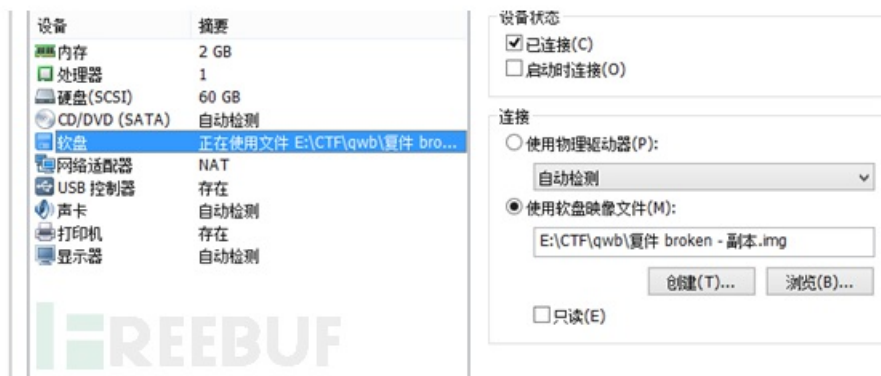 设备 摘要
内存 2 GB
处理器 1
硬盘(SCSI) 60 GB
CD/DVD (SATA) 自动检测
软盘 正在使用文件 E:\CTF\qwb\复件 bro...
网络适配器 NAT
USB 控制器 存在
声卡 自动检测
打印机 存在
显示器 自动检测
设备状态
已连接(C)
启动时连接(O)
连接
使用物理驱动器(P):
自动检测
使用软盘映像文件(M):
E:\CTF\qwb\复件 broken - 副本.img
创建(T)... 浏览(B)...
只读(E)
FREEBUF